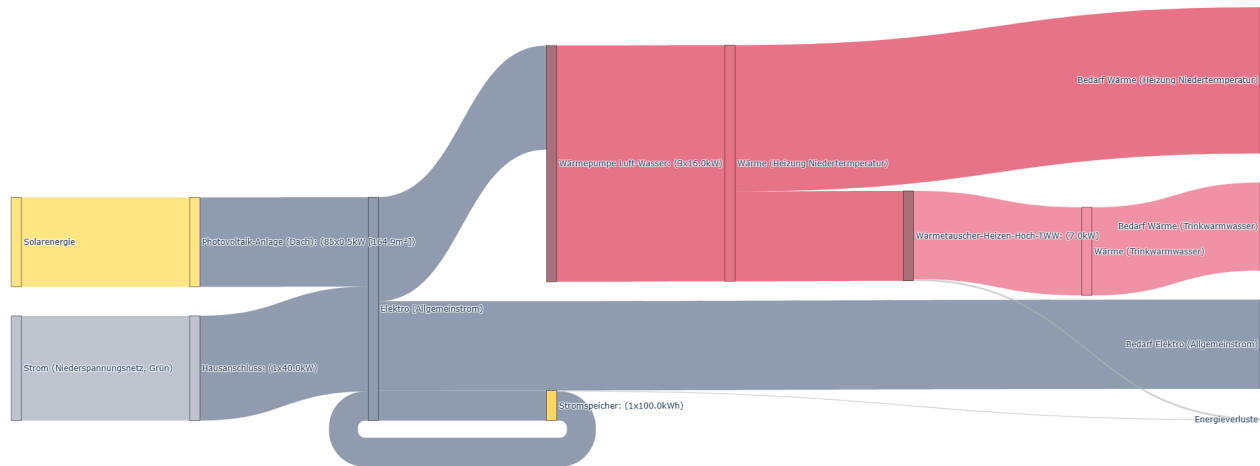 Bedarf Wärme (Heizung Niedertermperatur)
Wärmepumpe Luft-Wasser: (3x16.0kW)
Wärme (Heizung Niedertermperatur)
Solarenergie
Photovoltaik-Anlage (Dach): (85x0.5kW [164.9m²])
Wärmetauscher-Heizen-Hoch-TWW: (7.0kW)
Bedarf Wärme (Trinkwarmwasser)
Wärme (Trinkwarmwasser)
Elektro (Allgemeinstrom)
Bedarf Elektro (Allgemeinstrom)
Strom (Niederspannungsnetz, Grün)
Hausanschluss: (1x40.0kW)
Stromspeicher: (1x100.0kWh)
Energieverluste